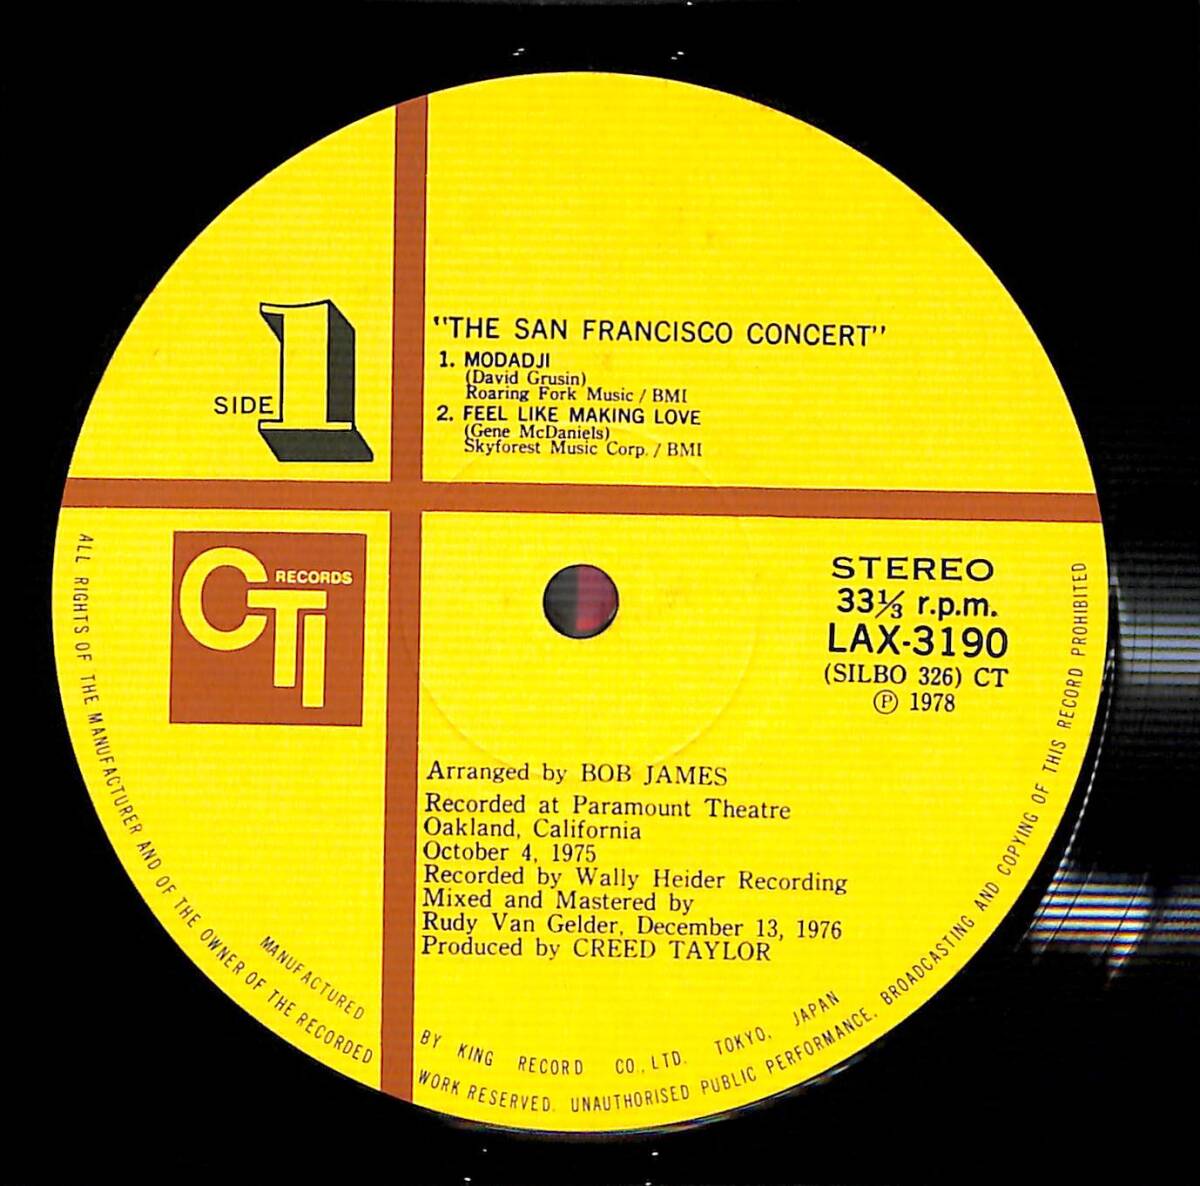 SIDE 1
"THE SAN FRANCISCO CONCERT"
1. MODADJI
(David Grusin)
Roaring Fork Music / BMI
2. FEEL LIKE MAKING LOVE
(Gene McDaniels)
Skyforest Music Corp. / BMI
CTI RECORDS
STEREO
33⅓ r.p.m.
LAX-3190
(SILBO 326) CT
Ⓟ 1978
Arranged by BOB JAMES
Recorded at Paramount Theatre
Oakland, California
October 4, 1975
Recorded by Wally Heider Recording
Mixed and Mastered by
Rudy Van Gelder, December 13, 1976
Produced by CREED TAYLOR
MANUFACTURED BY KING RECORD CO., LTD. TOKYO, JAPAN
ALL RIGHTS OF THE MANUFACTURER AND OF THE OWNER OF THE RECORDED WORK RESERVED. UNAUTHORISED PUBLIC PERFORMANCE, BROADCASTING AND COPYING OF THIS RECORD PROHIBITED